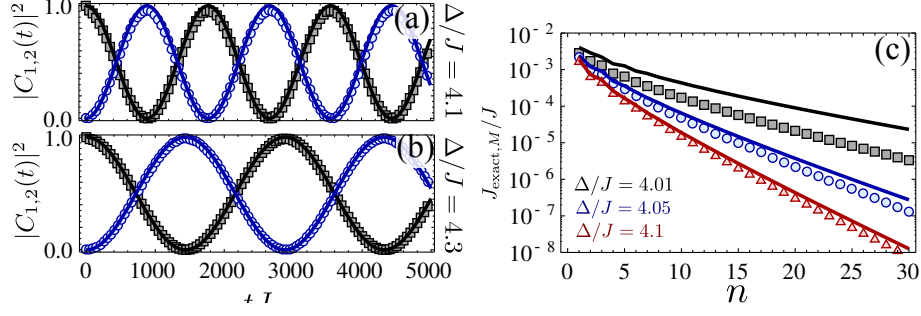 (a)
|C₁,₂(t)|²
1.0
0.0
Δ/J = 4.1
(b)
|C₁,₂(t)|²
1.0
0.0
Δ/J = 4.3
0 1000 2000 3000 4000 5000
(c)
J_exact,M/J
10⁻²
10⁻³
10⁻⁴
10⁻⁵
10⁻⁶
10⁻⁷
10⁻⁸
Δ/J = 4.01
Δ/J = 4.05
Δ/J = 4.1
0 5 10 15 20 25 30
n